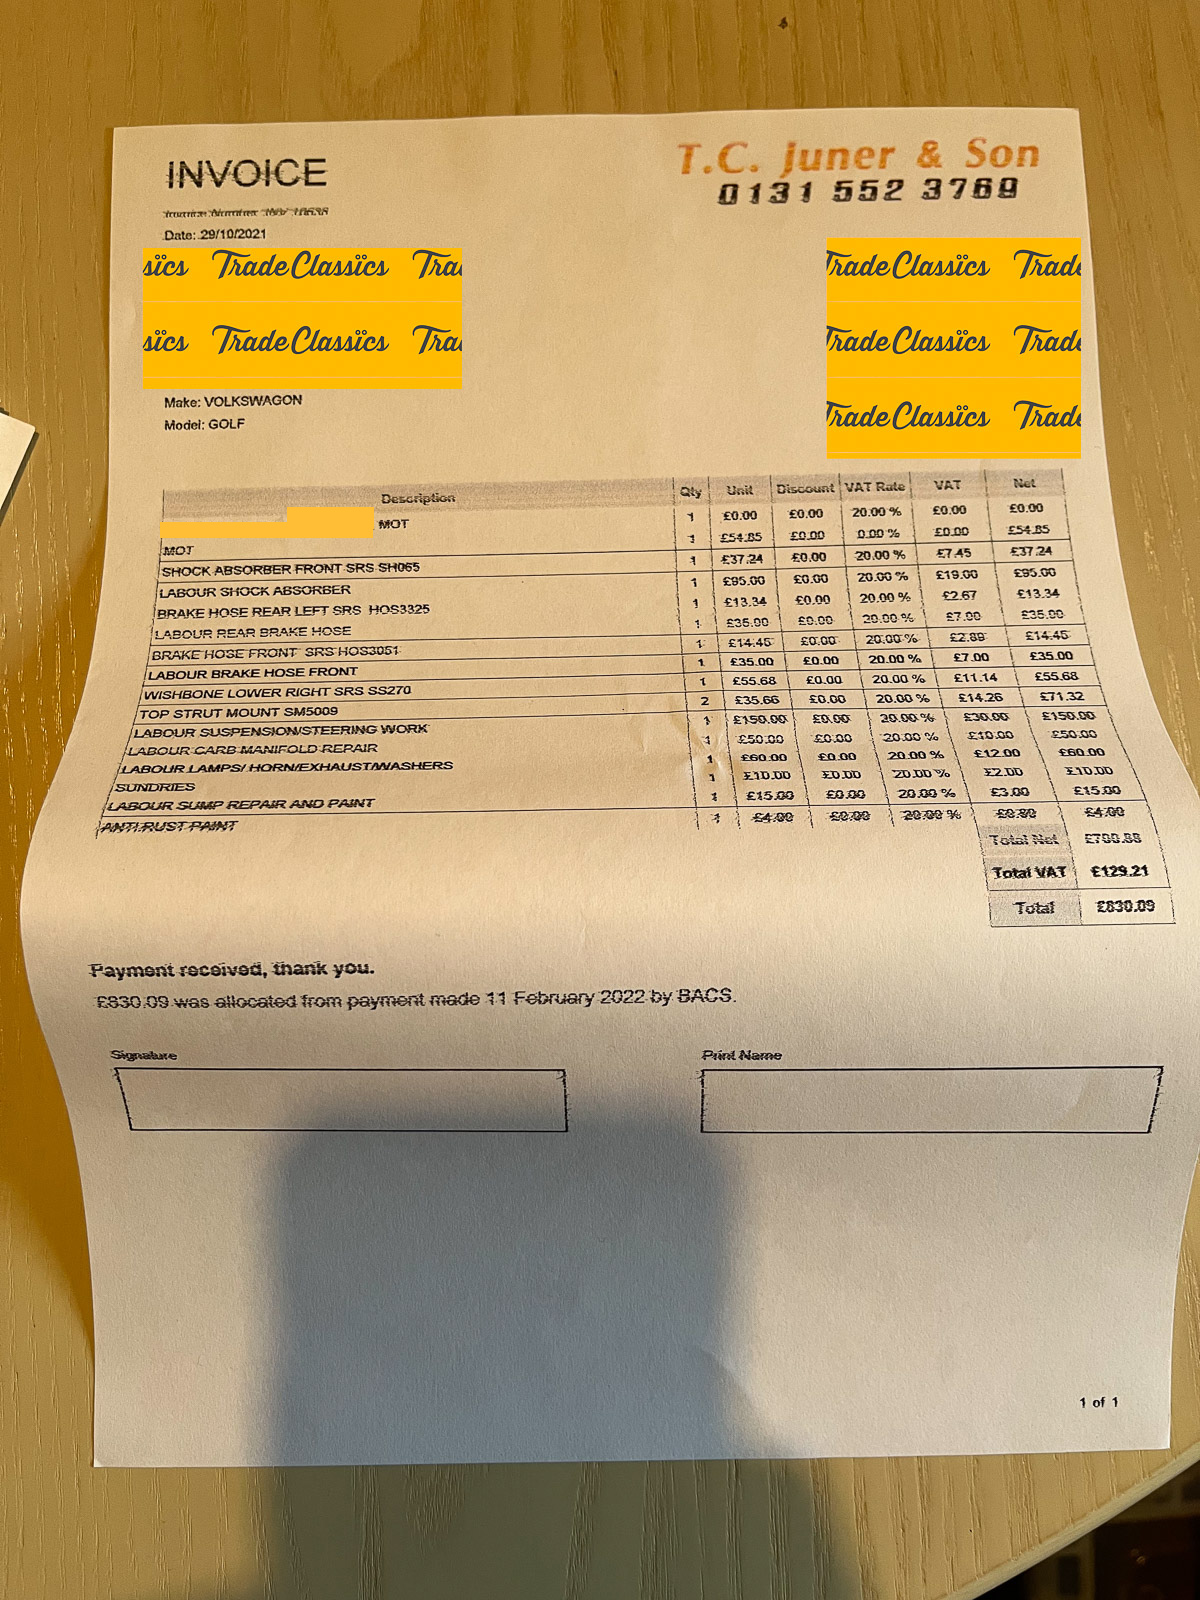 INVOICE
T.C. Juner & Son
0131 552 3769
Invoice Number: INV
Date: 29/10/2021
sïcs TradeClassïcs Tra
sïcs TradeClassïcs Tra
TradeClassïcs Trade
TradeClassïcs Trade
TradeClassïcs Trade
Make: VOLKSWAGON
Model: GOLF
Description Qty Unit Discount VAT Rate VAT Net
MOT 1 £0.00 £0.00 20.00 % £0.00 £0.00
MOT 1 £54.85 £0.00 0.00 % £0.00 £54.85
SHOCK ABSORBER FRONT SRS SH065 1 £37.24 £0.00 20.00 % £7.45 £37.24
LABOUR SHOCK ABSORBER 1 £95.00 £0.00 20.00 % £19.00 £95.00
BRAKE HOSE REAR LEFT SRS HOS3325 1 £13.34 £0.00 20.00 % £2.67 £13.34
LABOUR REAR BRAKE HOSE 1 £35.00 £0.00 20.00 % £7.00 £35.00
BRAKE HOSE FRONT SRS HOS3051 1 £14.45 £0.00 20.00 % £2.89 £14.45
LABOUR BRAKE HOSE FRONT 1 £35.00 £0.00 20.00 % £7.00 £35.00
WISHBONE LOWER RIGHT SRS SS270 1 £55.68 £0.00 20.00 % £11.14 £55.68
TOP STRUT MOUNT SM5009 2 £35.66 £0.00 20.00 % £14.26 £71.32
LABOUR SUSPENSION/STEERING WORK 1 £150.00 £0.00 20.00 % £30.00 £150.00
LABOUR CARB MANIFOLD REPAIR 1 £50.00 £0.00 20.00 % £10.00 £50.00
LABOUR LAMPS/ HORN/EXHAUST/WASHERS 1 £60.00 £0.00 20.00 % £12.00 £60.00
SUNDRIES 1 £10.00 £0.00 20.00 % £2.00 £10.00
LABOUR SUMP REPAIR AND PAINT 1 £15.00 £0.00 20.00 % £3.00 £15.00
ANTI RUST PAINT 1 £4.00 £0.00 20.00 % £0.80 £4.00
Total Net £700.88
Total VAT £129.21
Total £830.09
Payment received, thank you.
£830.09 was allocated from payment made 11 February 2022 by BACS.
Signature Print Name
1 of 1